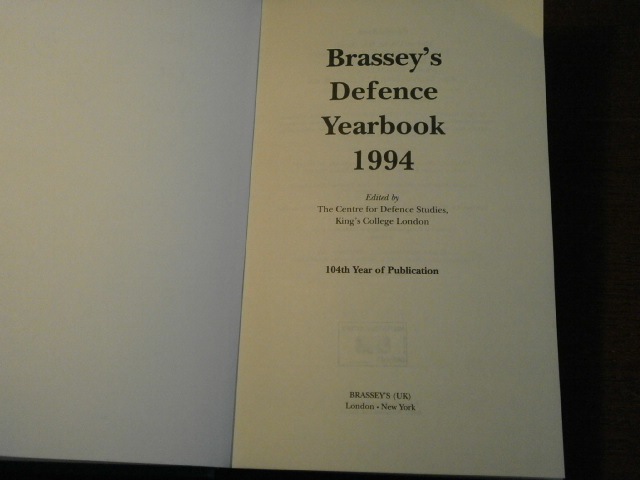 Brassey's
Defence
Yearbook
1994
Edited by
The Centre for Defence Studies,
King's College London
104th Year of Publication
BRASSEY'S (UK)
London • New York